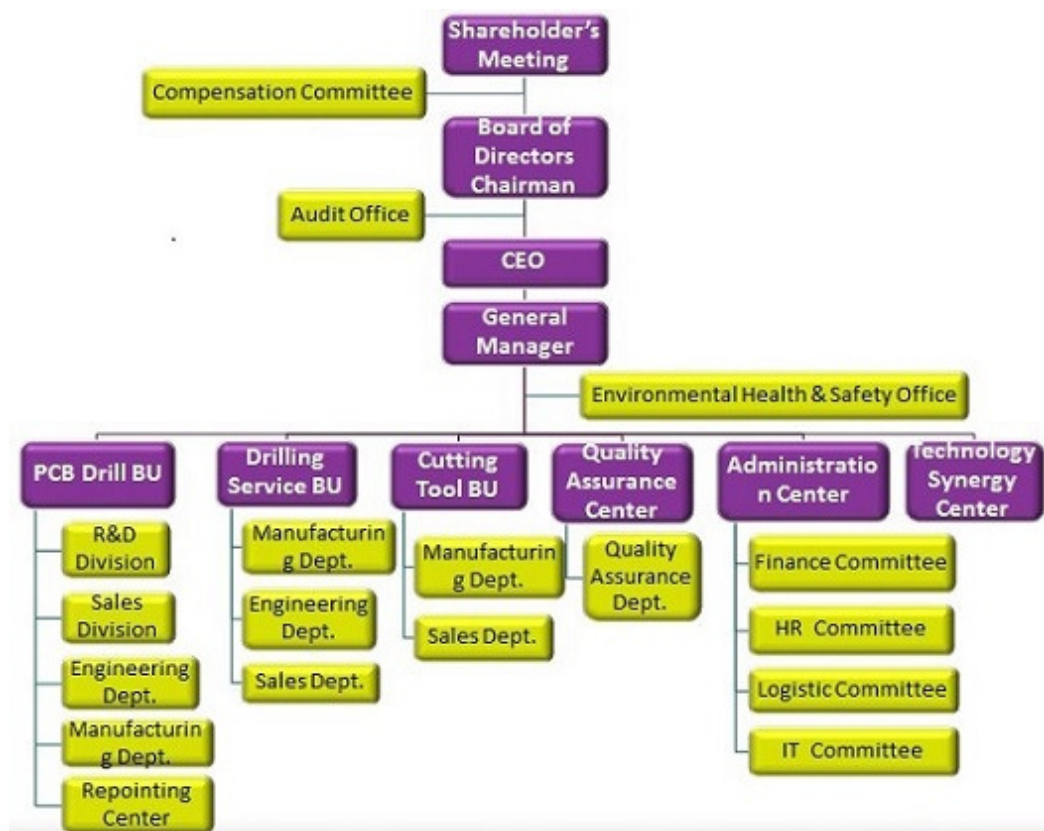 Shareholder's
Meeting
Compensation Committee
Board of
Directors
Chairman
Audit Office
CEO
General
Manager
Environmental Health & Safety Office
PCB Drill BU
Drilling
Service BU
Cutting
Tool BU
Quality
Assurance
Center
Administratio
n Center
Technology
Synergy
Center
R&D
Division
Sales
Division
Engineering
Dept.
Manufacturin
g Dept.
Repointing
Center
Manufacturin
g Dept.
Engineering
Dept.
Sales Dept.
Manufacturin
g Dept.
Sales Dept.
Quality
Assurance
Dept.
Finance Committee
HR Committee
Logistic Committee
IT Committee